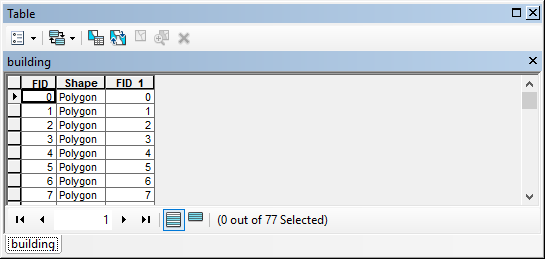 Table
building
FID Shape FID_1
0 Polygon 0
1 Polygon 1
2 Polygon 2
3 Polygon 3
4 Polygon 4
5 Polygon 5
6 Polygon 6
7 Polygon 7
1 (0 out of 77 Selected)
building